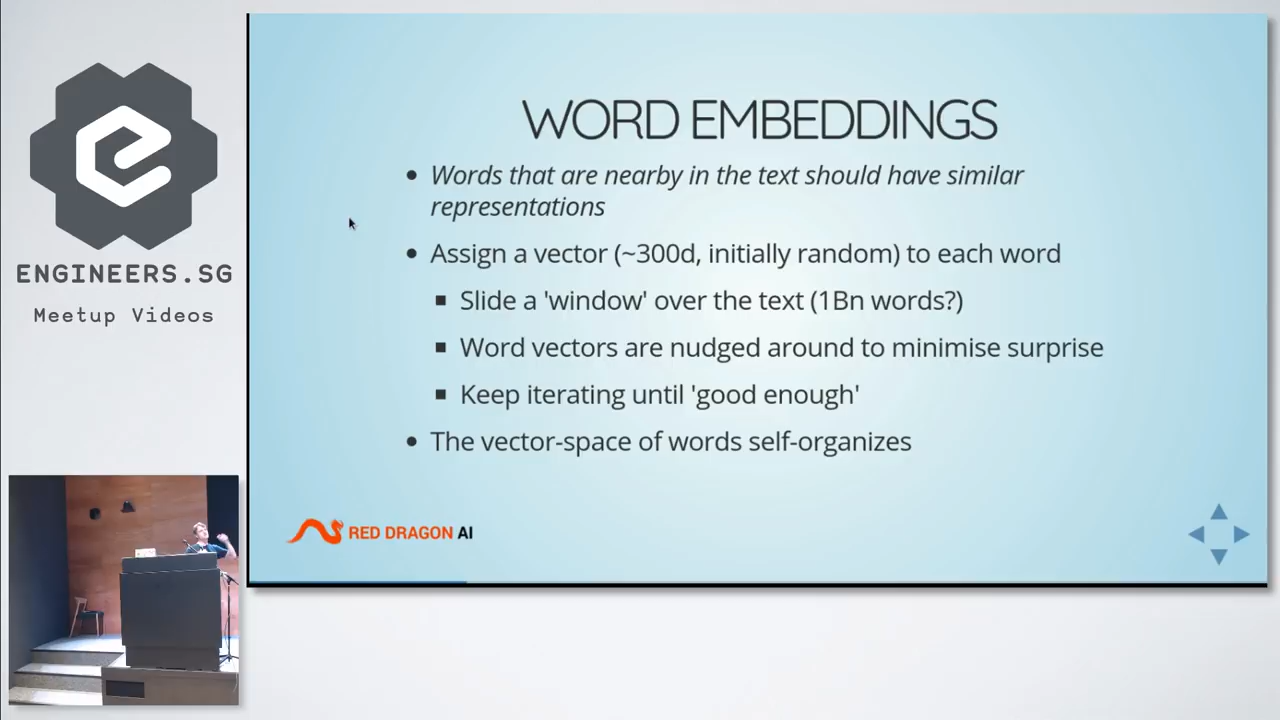 ENGINEERS.SG
Meetup Videos
WORD EMBEDDINGS
Words that are nearby in the text should have similar
representations
Assign a vector (~300d, initially random) to each word
Slide a 'window' over the text (1Bn words?)
Word vectors are nudged around to minimise surprise
Keep iterating until 'good enough'
The vector-space of words self-organizes
RED DRAGON AI